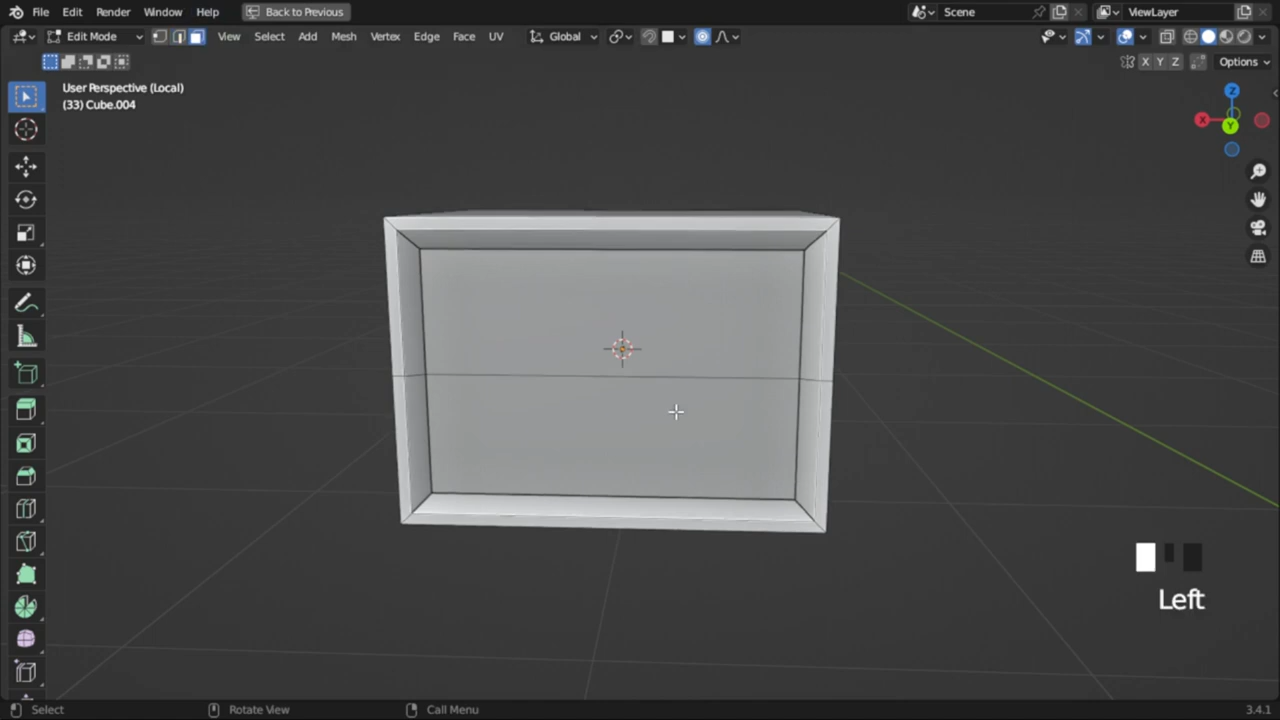 File Edit Render Window Help Back to Previous Scene ViewLayer
Edit Mode View Select Add Mesh Vertex Edge Face UV Global
X Y Z Options
User Perspective (Local)
(33) Cube.004
Z
X
Y
Left
Select Rotate View Call Menu 3.4.1